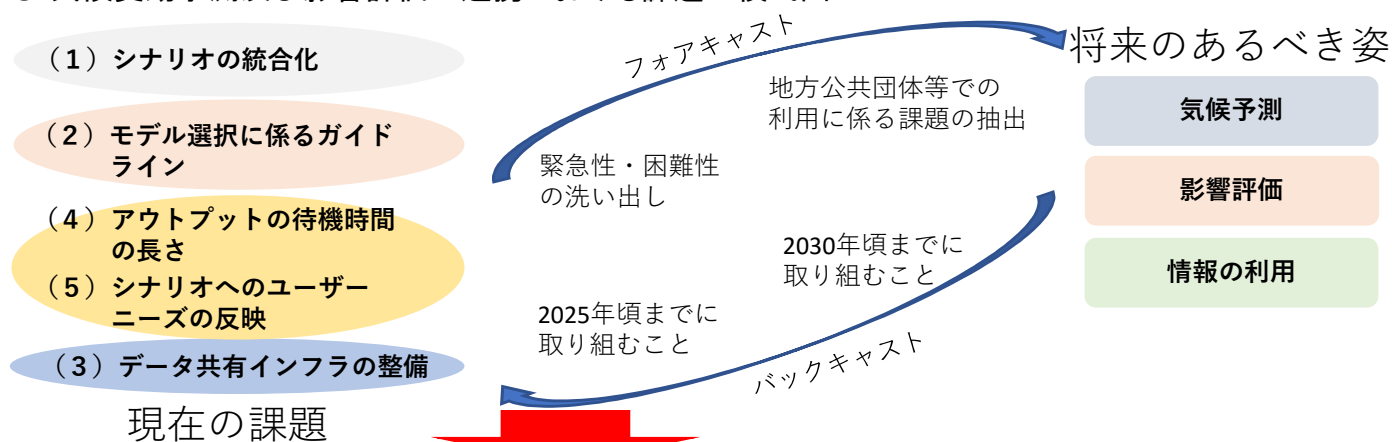 （1）シナリオの統合化
（2）モデル選択に係るガイド
ライン
（4）アウトプットの待機時間
の長さ
（5）シナリオへのユーザー
ニーズの反映
（3）データ共有インフラの整備
現在の課題
フォアキャスト
地方公共団体等での
利用に係る課題の抽出
緊急性・困難性
の洗い出し
2030年頃までに
取り組むこと
2025年頃までに
取り組むこと
バックキャスト
将来のあるべき姿
気候予測
影響評価
情報の利用